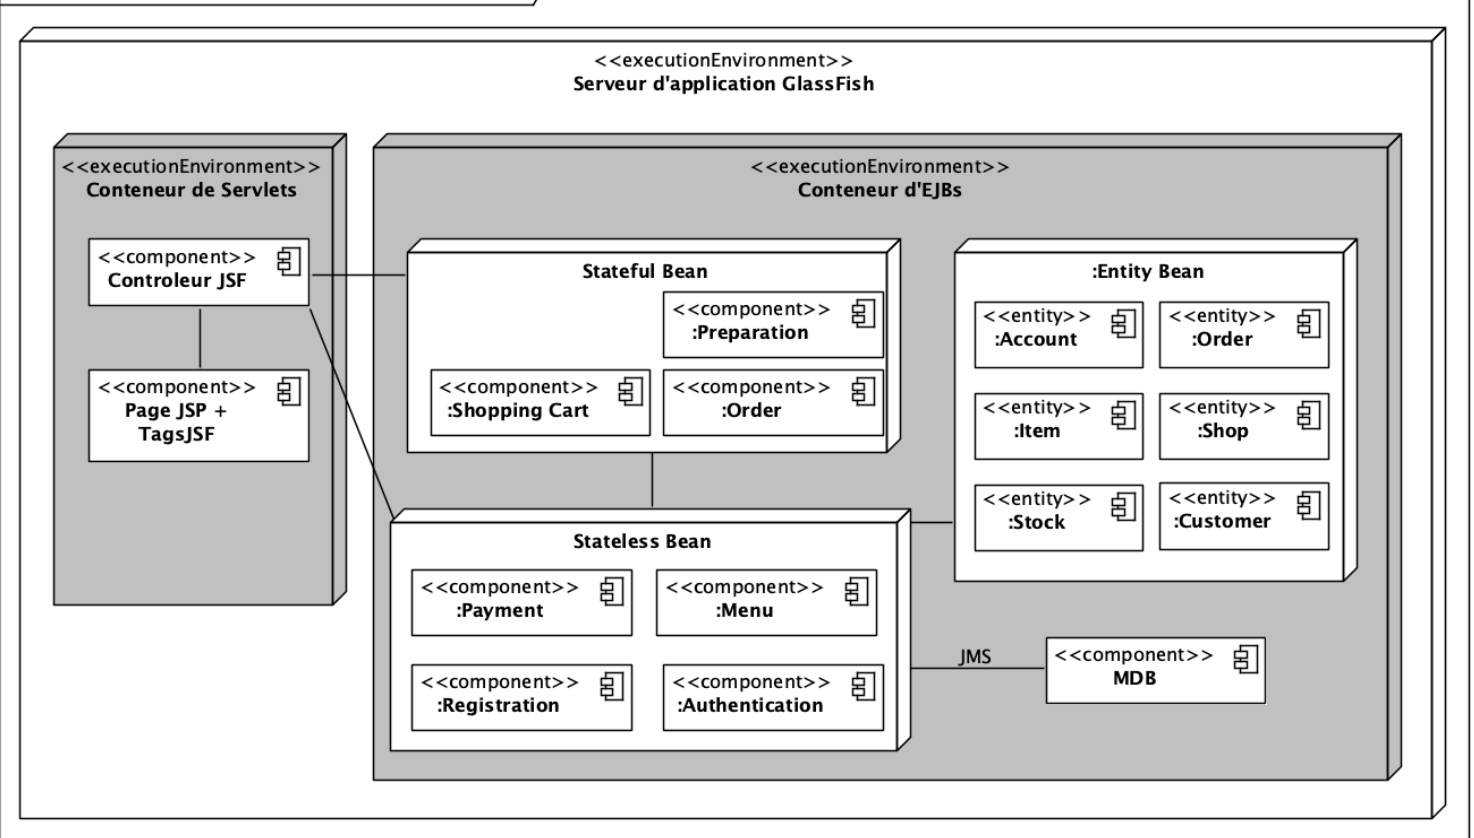 <<executionEnvironment>>
Serveur d'application GlassFish
<<executionEnvironment>>
Conteneur de Servlets
<<component>>
Controleur JSF
<<component>>
Page JSP +
TagsJSF
<<executionEnvironment>>
Conteneur d'EJBs
Stateful Bean
<<component>>
:Preparation
<<component>>
:Shopping Cart
<<component>>
:Order
:Entity Bean
<<entity>>
:Account
<<entity>>
:Order
<<entity>>
:Item
<<entity>>
:Shop
<<entity>>
:Stock
<<entity>>
:Customer
Stateless Bean
<<component>>
:Payment
<<component>>
:Menu
<<component>>
:Registration
<<component>>
:Authentication
JMS
<<component>>
MDB